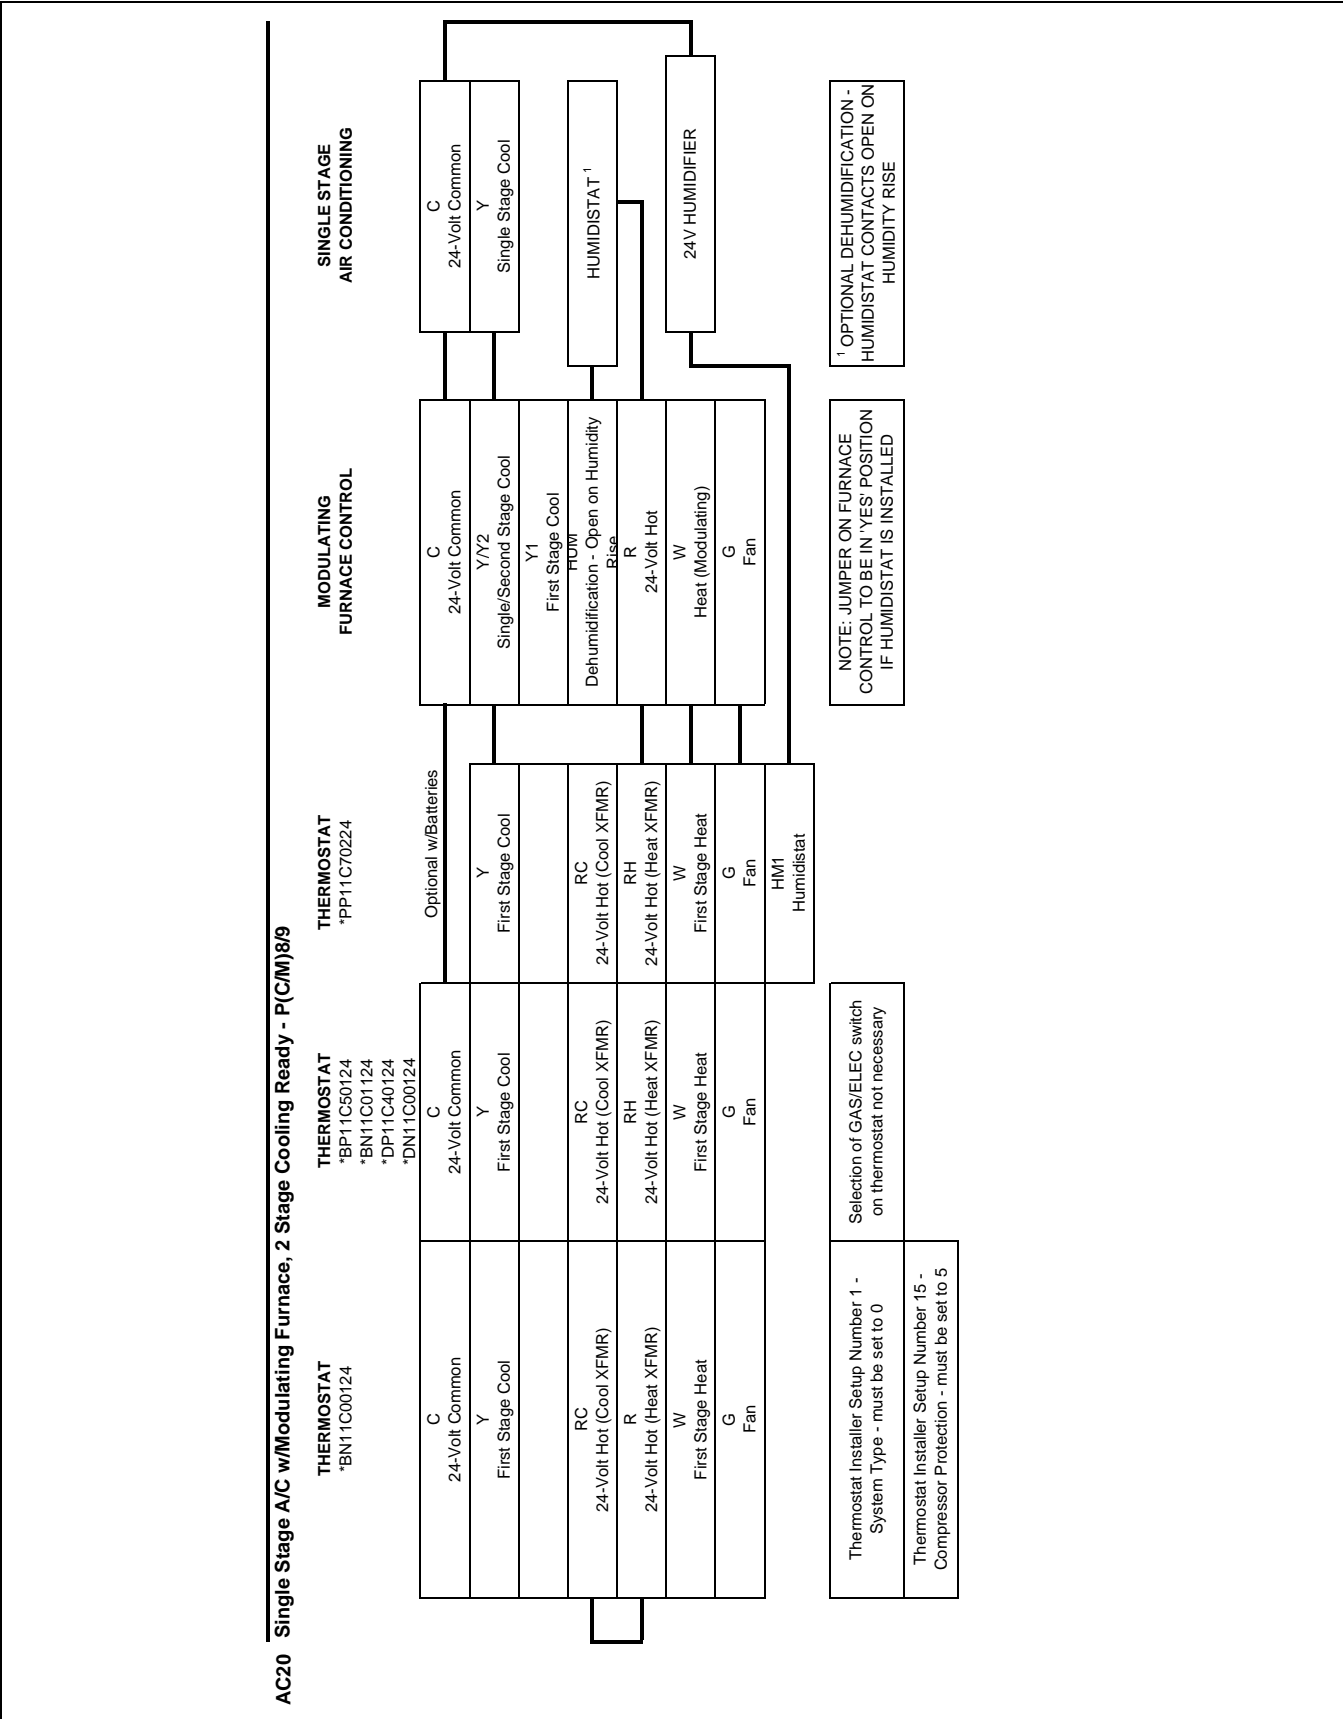 AC20 Single Stage A/C w/Modulating Furnace, 2 Stage Cooling Ready - P(C/M)8/9
THERMOSTAT
*BN11C00124
THERMOSTAT
*BP11C50124
*BN11C01124
*DP11C40124
*DN11C00124
THERMOSTAT
*PP11C70224
MODULATING
FURNACE CONTROL
SINGLE STAGE
AIR CONDITIONING
C
24-Volt Common
Y
First Stage Cool
RC
24-Volt Hot (Cool XFMR)
R
24-Volt Hot (Heat XFMR)
W
First Stage Heat
G
Fan
C
24-Volt Common
Y
First Stage Cool
RC
24-Volt Hot (Cool XFMR)
RH
24-Volt Hot (Heat XFMR)
W
First Stage Heat
G
Fan
Optional w/Batteries
Y
First Stage Cool
RC
24-Volt Hot (Cool XFMR)
RH
24-Volt Hot (Heat XFMR)
W
First Stage Heat
G
Fan
HM1
Humidistat
C
24-Volt Common
Y/Y2
Single/Second Stage Cool
Y1
First Stage Cool
HUM
Dehumidification - Open on Humidity
Rise
R
24-Volt Hot
W
Heat (Modulating)
G
Fan
C
24-Volt Common
Y
Single Stage Cool
HUMIDISTAT 1
24V HUMIDIFIER
Thermostat Installer Setup Number 1 -
System Type - must be set to 0
Thermostat Installer Setup Number 15 -
Compressor Protection - must be set to 5
Selection of GAS/ELEC switch
on thermostat not necessary
NOTE: JUMPER ON FURNACE
CONTROL TO BE IN 'YES' POSITION
IF HUMIDISTAT IS INSTALLED
1 OPTIONAL DEHUMIDIFICATION -
HUMIDISTAT CONTACTS OPEN ON
HUMIDITY RISE